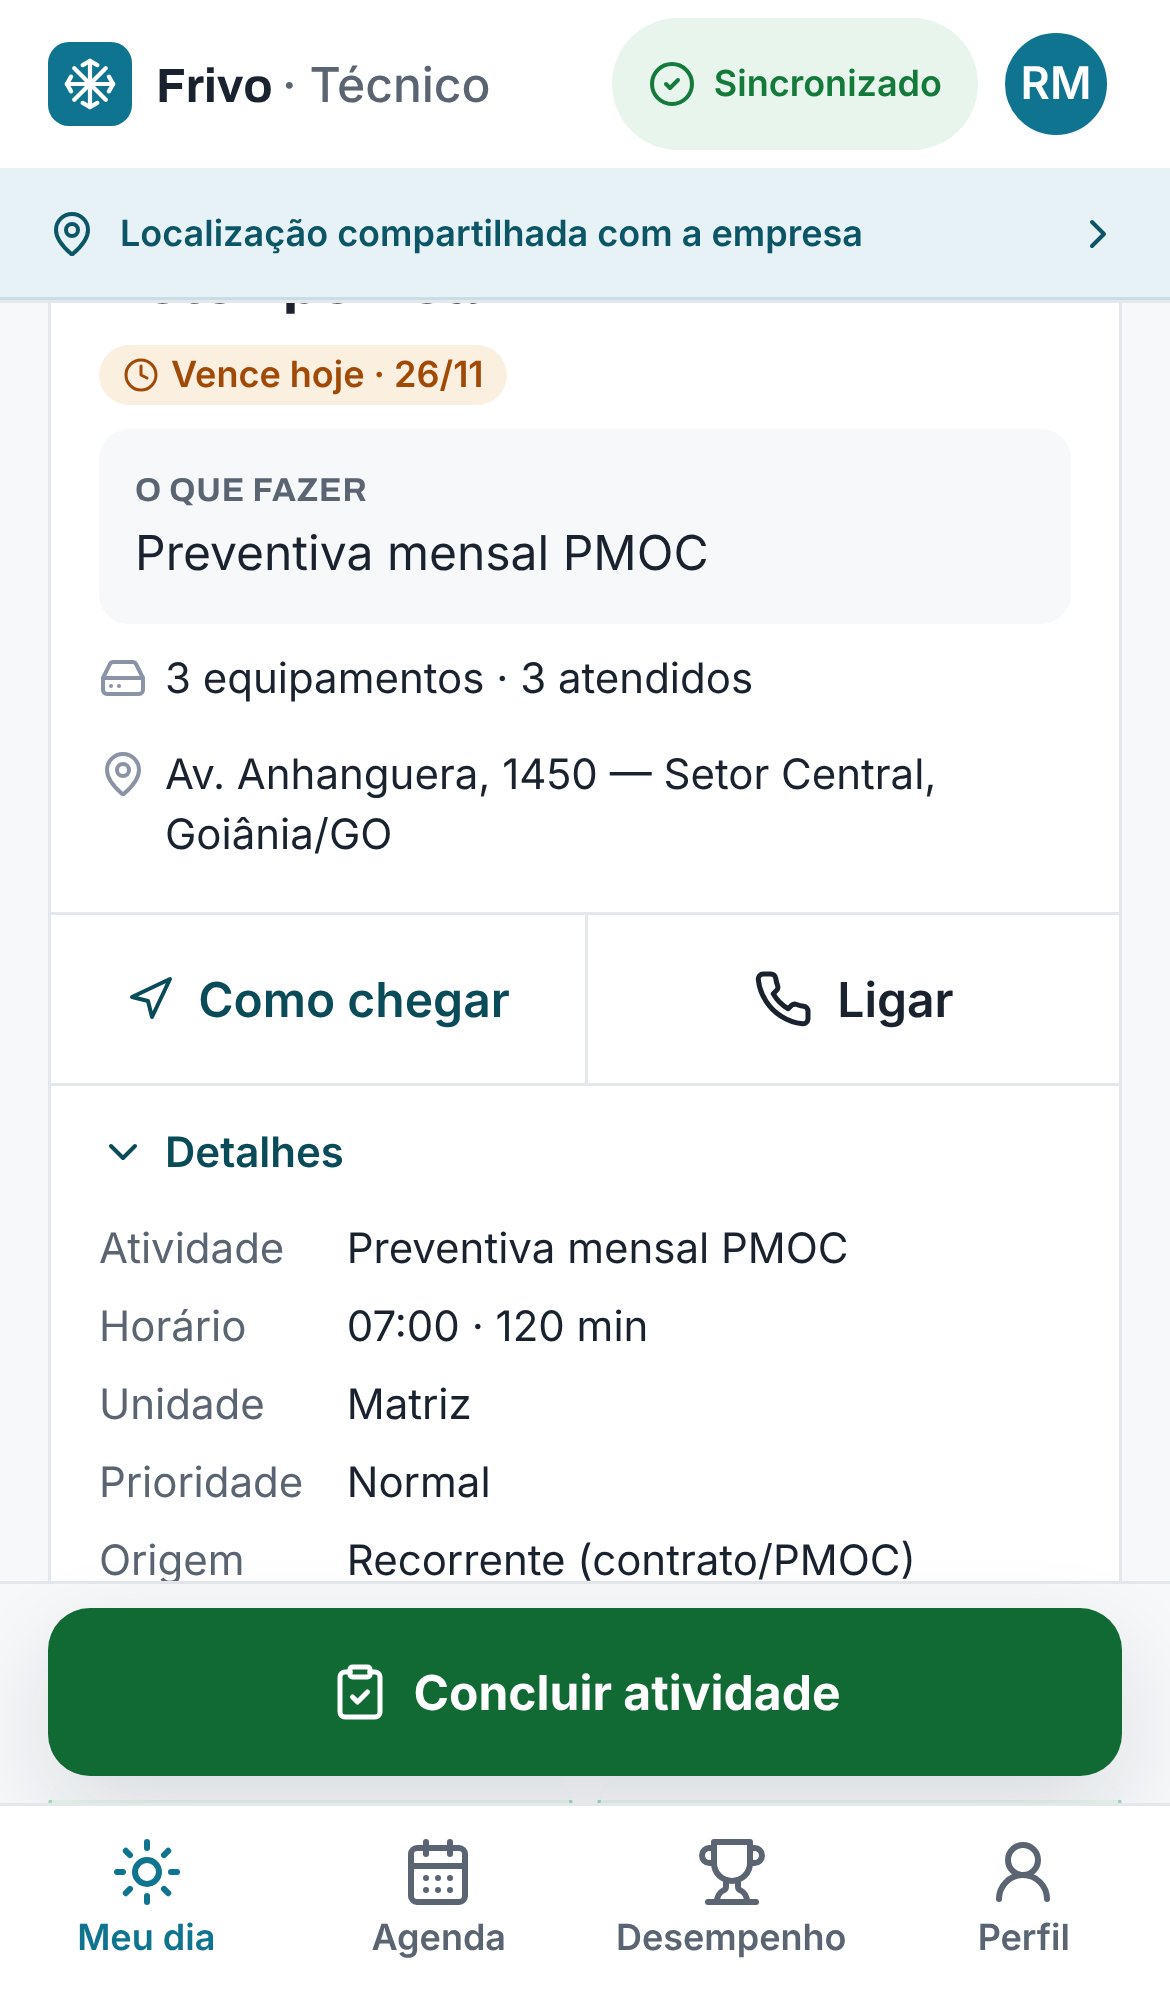 Frivo · Técnico
Sincronizado
RM
Localização compartilhada com a empresa
Vence hoje · 26/11
O QUE FAZER
Preventiva mensal PMOC
3 equipamentos · 3 atendidos
Av. Anhanguera, 1450 — Setor Central,
Goiânia/GO
Como chegar
Ligar
Detalhes
Atividade Preventiva mensal PMOC
Horário 07:00 · 120 min
Unidade Matriz
Prioridade Normal
Origem Recorrente (contrato/PMOC)
Concluir atividade
Meu dia
Agenda
Desempenho
Perfil